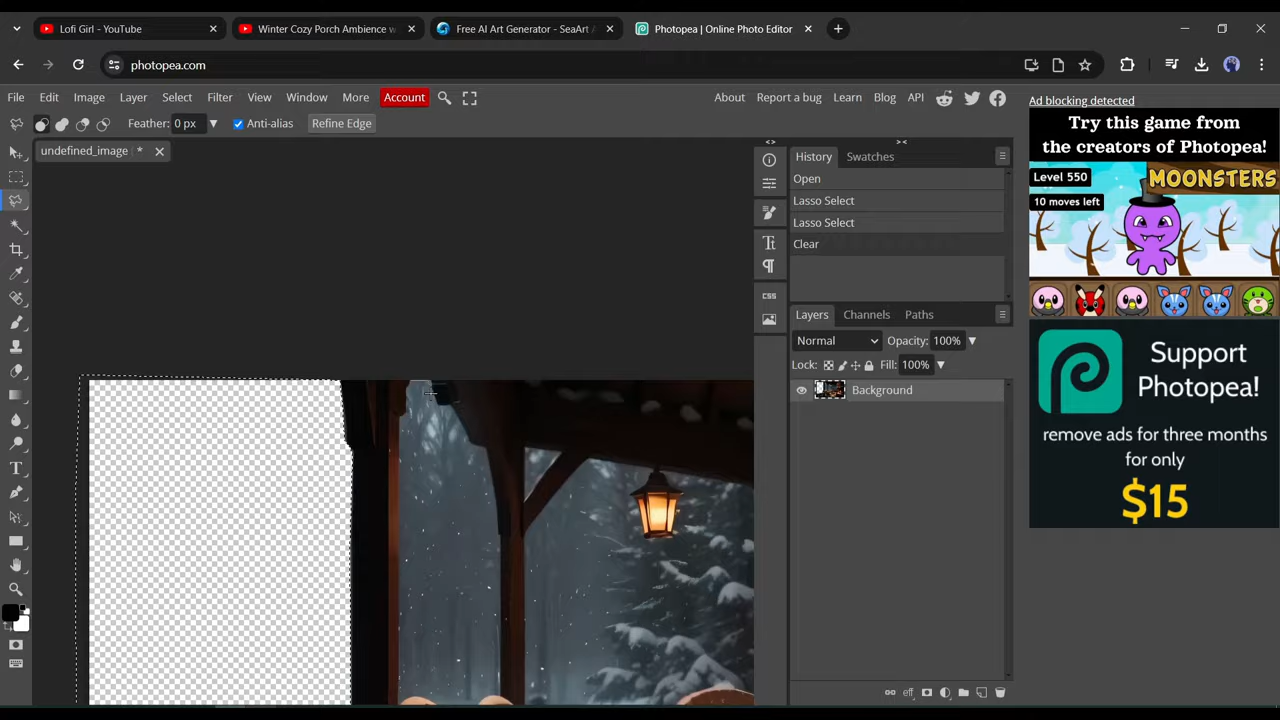 Lofi Girl - YouTube
Winter Cozy Porch Ambience w
Free AI Art Generator - SeaArt A
Photopea | Online Photo Editor
photopea.com
File Edit Image Layer Select Filter View Window More Account
About Report a bug Learn Blog API
Feather: 0 px Anti-alias Refine Edge
undefined_image *
History Swatches
Open
Lasso Select
Lasso Select
Clear
Layers Channels Paths
Normal Opacity: 100%
Lock: Fill: 100%
Background
CSS
eff
Ad blocking detected
Try this game from
the creators of Photopea!
Level 550
MOONSTERS
10 moves left
Support
Photopea!
remove ads for three months
for only
$15